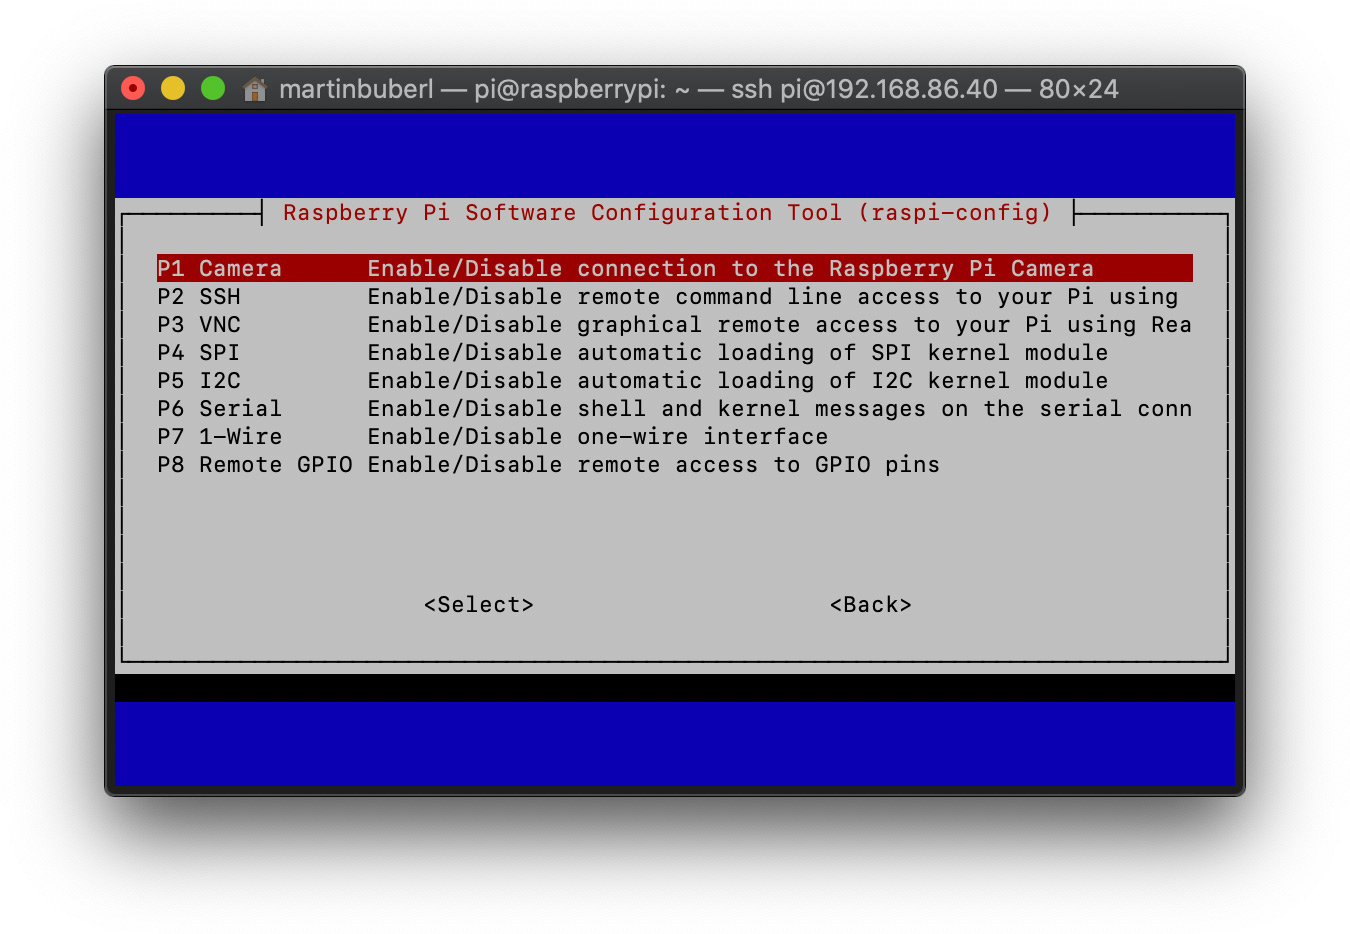 martinbuberl — pi@raspberrypi: ~ — ssh pi@192.168.86.40 — 80×24
Raspberry Pi Software Configuration Tool (raspi-config)
P1 Camera Enable/Disable connection to the Raspberry Pi Camera
P2 SSH Enable/Disable remote command line access to your Pi using
P3 VNC Enable/Disable graphical remote access to your Pi using Rea
P4 SPI Enable/Disable automatic loading of SPI kernel module
P5 I2C Enable/Disable automatic loading of I2C kernel module
P6 Serial Enable/Disable shell and kernel messages on the serial conn
P7 1-Wire Enable/Disable one-wire interface
P8 Remote GPIO Enable/Disable remote access to GPIO pins
<Select> <Back>